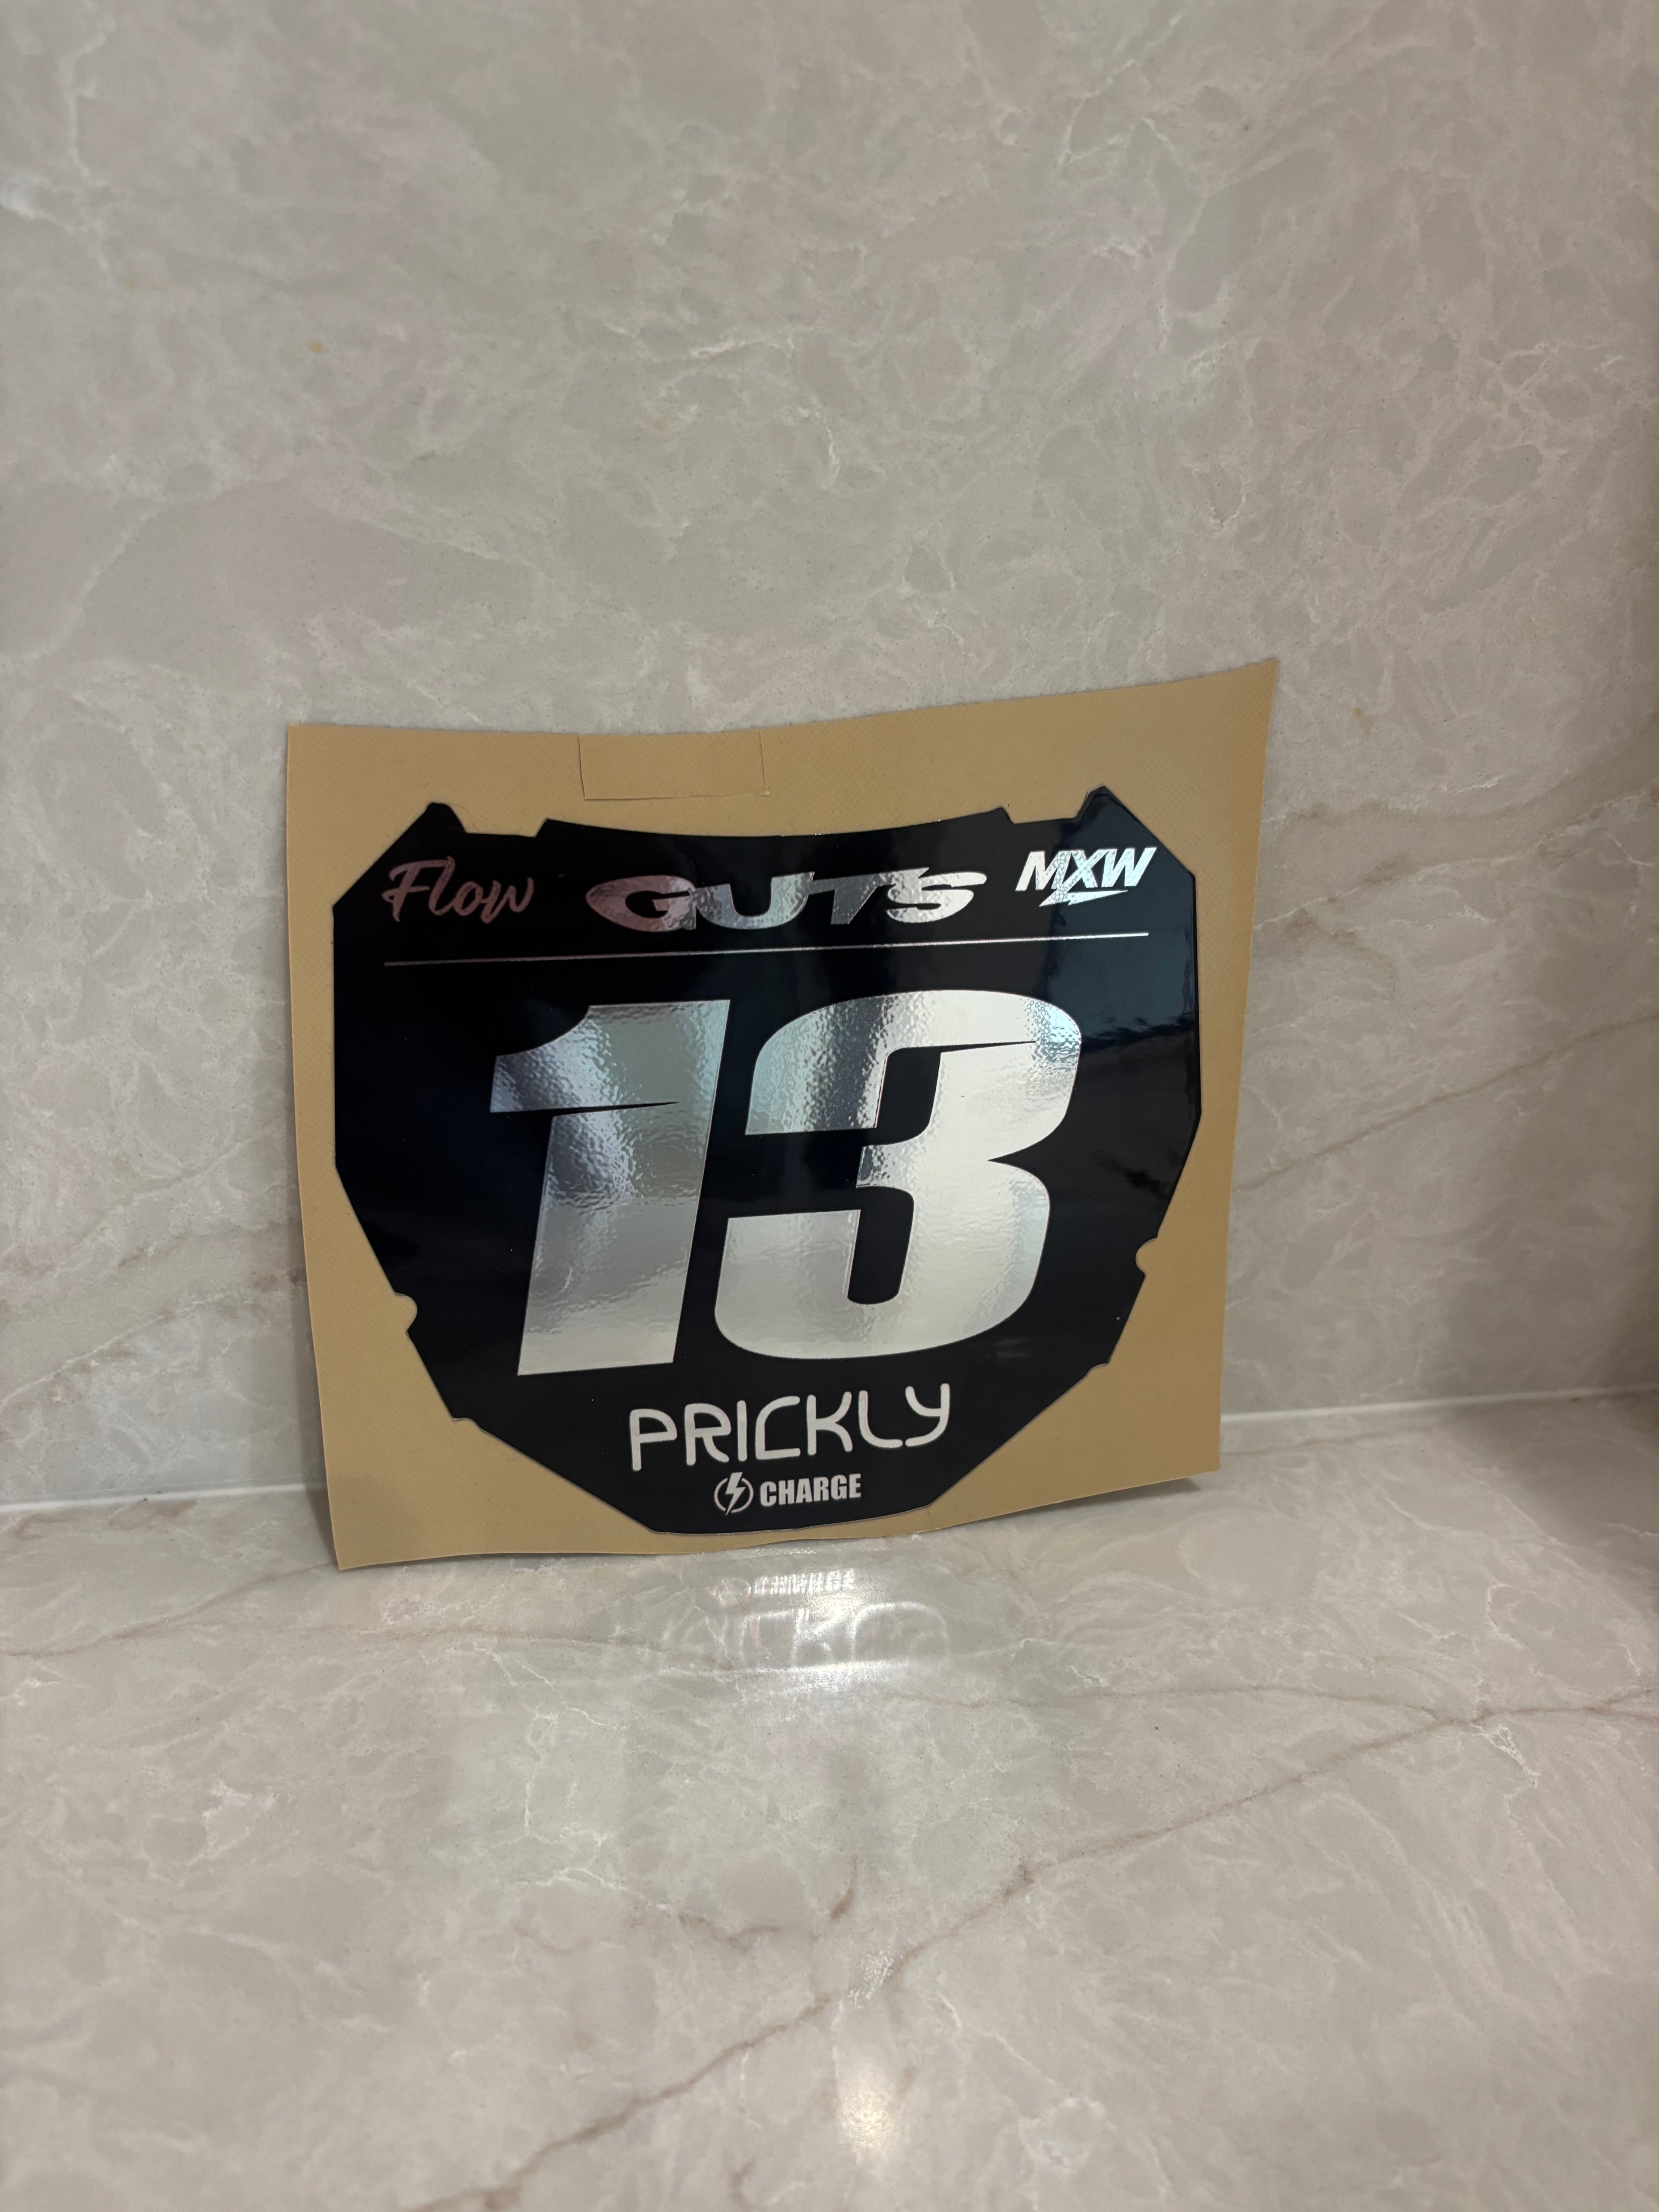 Flow GUTS MXW
13
PRICKLY
CHARGE